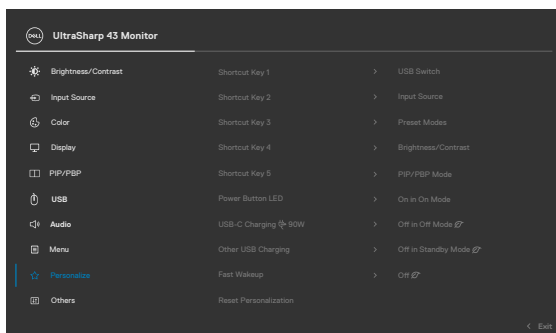 DELL UltraSharp 43 Monitor
Brightness/Contrast Shortcut Key 1 > USB Switch
Input Source Shortcut Key 2 > Input Source
Color Shortcut Key 3 > Preset Modes
Display Shortcut Key 4 > Brightness/Contrast
PIP/PBP Shortcut Key 5 > PIP/PBP Mode
USB Power Button LED > On in On Mode
Audio USB-C Charging 90W > Off in Off Mode
Menu Other USB Charging > Off in Standby Mode
Personalize Fast Wakeup > Off
Others Reset Personalization
< Exit